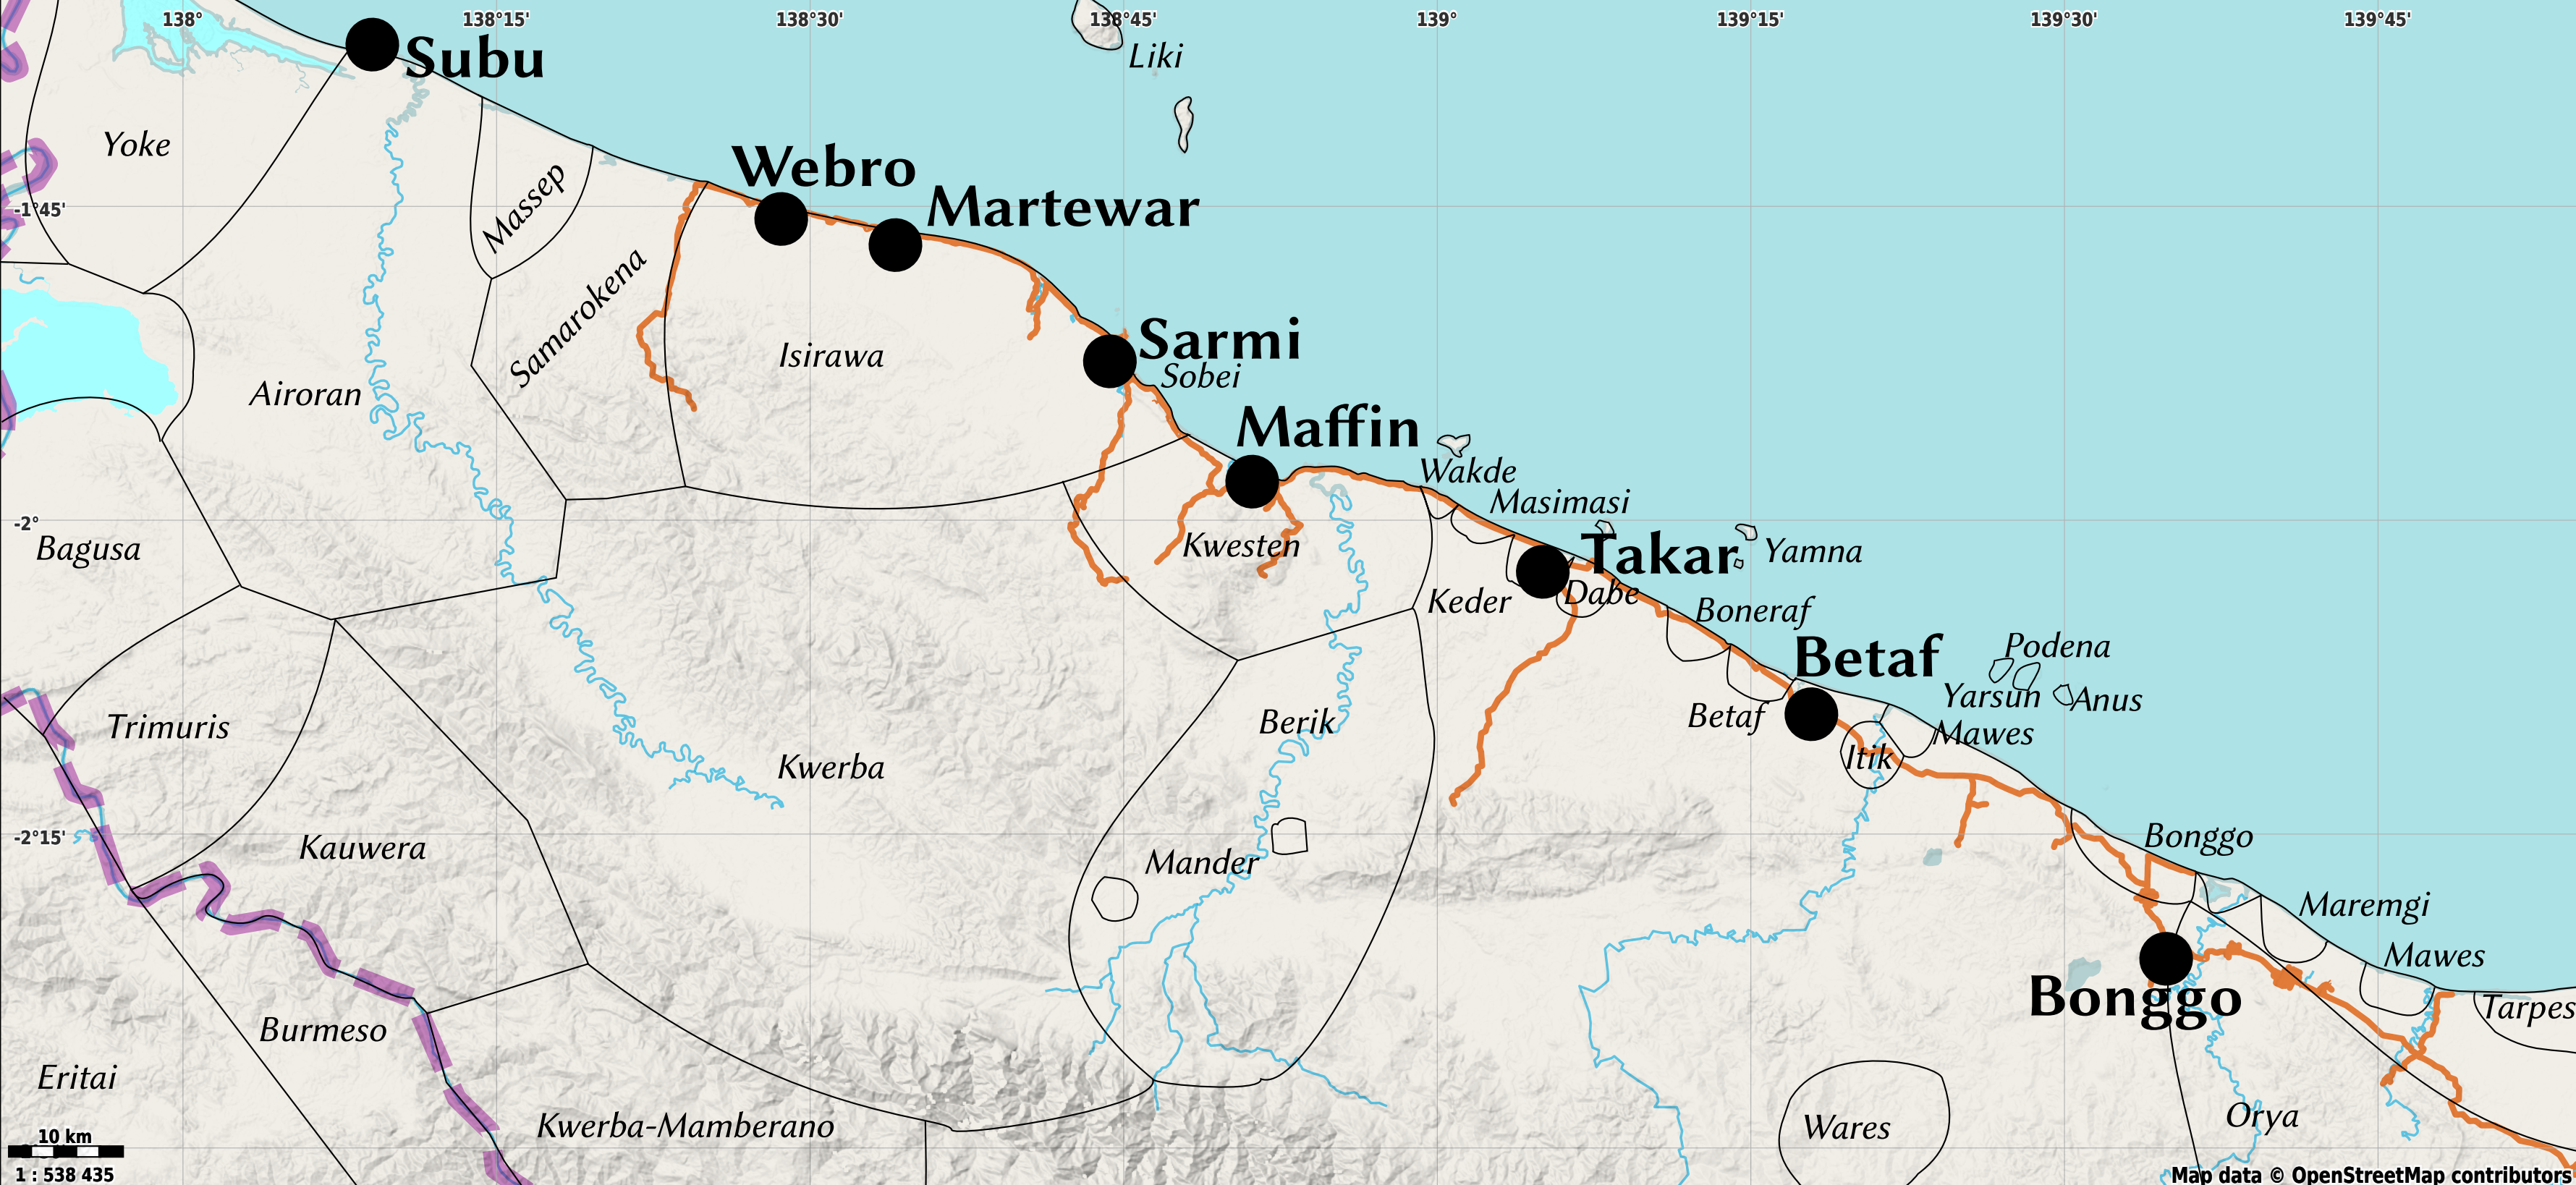 138°
138°15'
138°30'
138°45'
139°
139°15'
139°30'
139°45'
Subu
Liki
Yoke
Webro
Massep
Martewar
-1°45'
Samarokena
Isirawa
Sarmi
Sobei
Airoran
Maffin
Wakde
Masimasi
-2°
Bagusa
Kwesten
Takar
Yamna
Keder
Dabe
Boneraf
Betaf
Podena
Yarsun
Anus
Trimuris
Berik
Betaf
Mawes
Itik
Kwerba
-2°15'
Kauwera
Mander
Bonggo
Maremgi
Mawes
Bonggo
Tarpes
Burmeso
Eritai
Kwerba-Mamberano
Wares
Orya
10 km
1 : 538 435
Map data © OpenStreetMap contributors